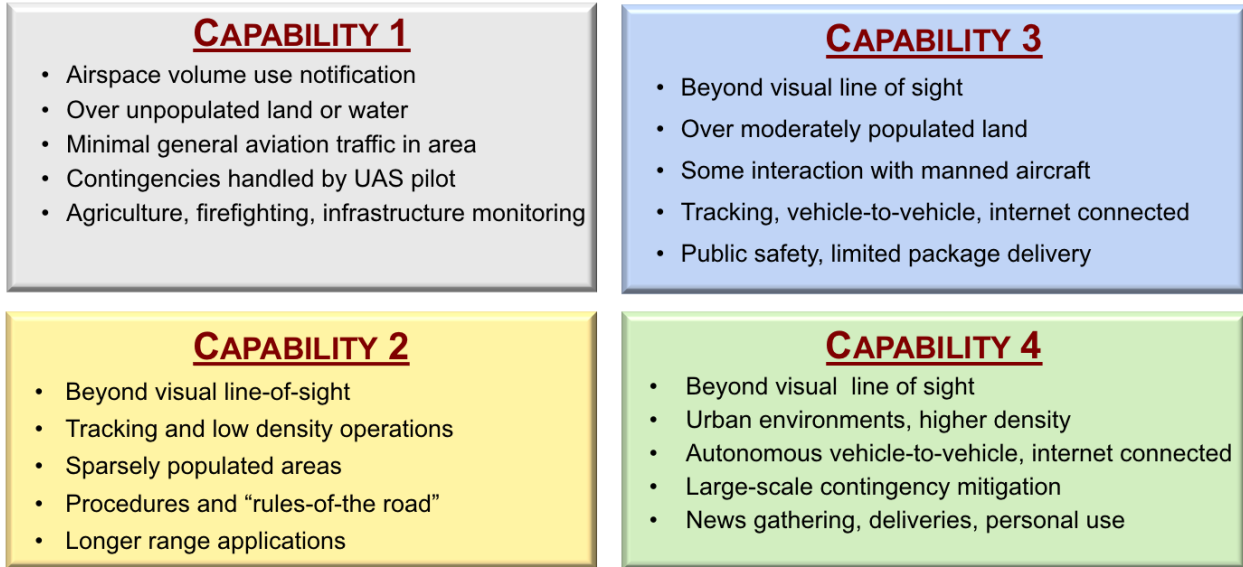 CAPABILITY 1
• Airspace volume use notification
• Over unpopulated land or water
• Minimal general aviation traffic in area
• Contingencies handled by UAS pilot
• Agriculture, firefighting, infrastructure monitoring
CAPABILITY 2
• Beyond visual line-of-sight
• Tracking and low density operations
• Sparsely populated areas
• Procedures and “rules-of-the road”
• Longer range applications
CAPABILITY 3
• Beyond visual line of sight
• Over moderately populated land
• Some interaction with manned aircraft
• Tracking, vehicle-to-vehicle, internet connected
• Public safety, limited package delivery
CAPABILITY 4
• Beyond visual  line of sight
• Urban environments, higher density
• Autonomous vehicle-to-vehicle, internet connected
• Large-scale contingency mitigation
• News gathering, deliveries, personal use